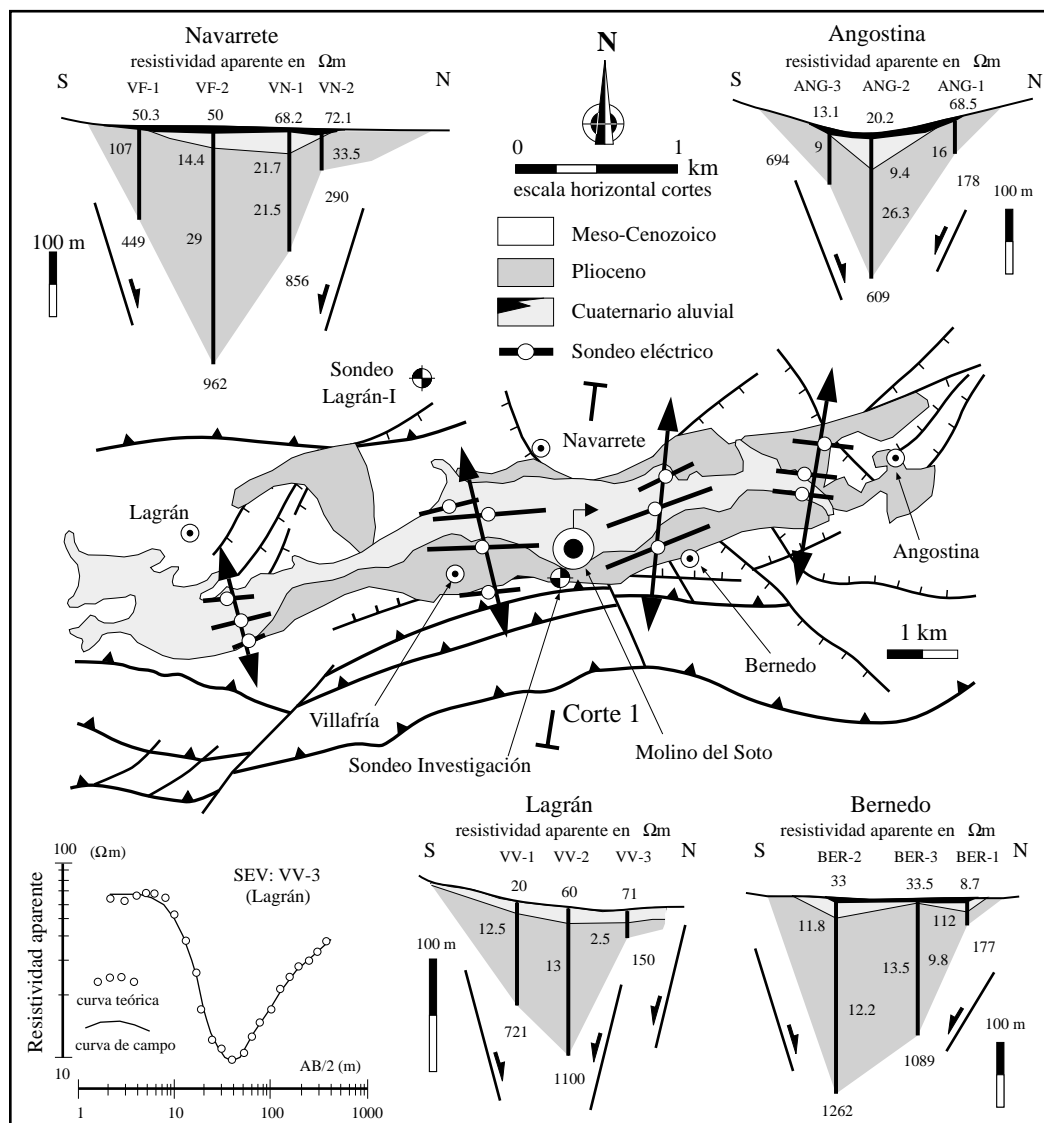 Navarrete
resistividad aparente en Ωm
S
N
VF-1
VF-2
VN-1
VN-2
50.3
50
68.2
72.1
107
14.4
21.7
33.5
21.5
290
449
29
856
962
100 m
N
0
1
km
escala horizontal cortes
Meso-Cenozoico
Plioceno
Cuaternario aluvial
Sondeo eléctrico
Angostina
resistividad aparente en Ωm
S
N
ANG-3
ANG-2
ANG-1
13.1
20.2
68.5
9
16
694
9.4
178
26.3
609
100 m
Sondeo
Lagrán-I
Navarrete
Lagrán
Angostina
1 km
Bernedo
Villafría
Corte 1
Molino del Soto
Sondeo Investigación
100
(Ωm)
SEV: VV-3
(Lagrán)
Resistividad aparente
curva teórica
curva de campo
10
AB/2 (m)
1
10
100
1000
Lagrán
resistividad aparente en Ωm
S
N
VV-1
VV-2
VV-3
20
60
71
12.5
2.5
13
150
721
1100
100 m
Bernedo
resistividad aparente en Ωm
S
N
BER-2
BER-3
BER-1
33
33.5
8.7
11.8
112
177
13.5
9.8
12.2
1089
1262
100 m